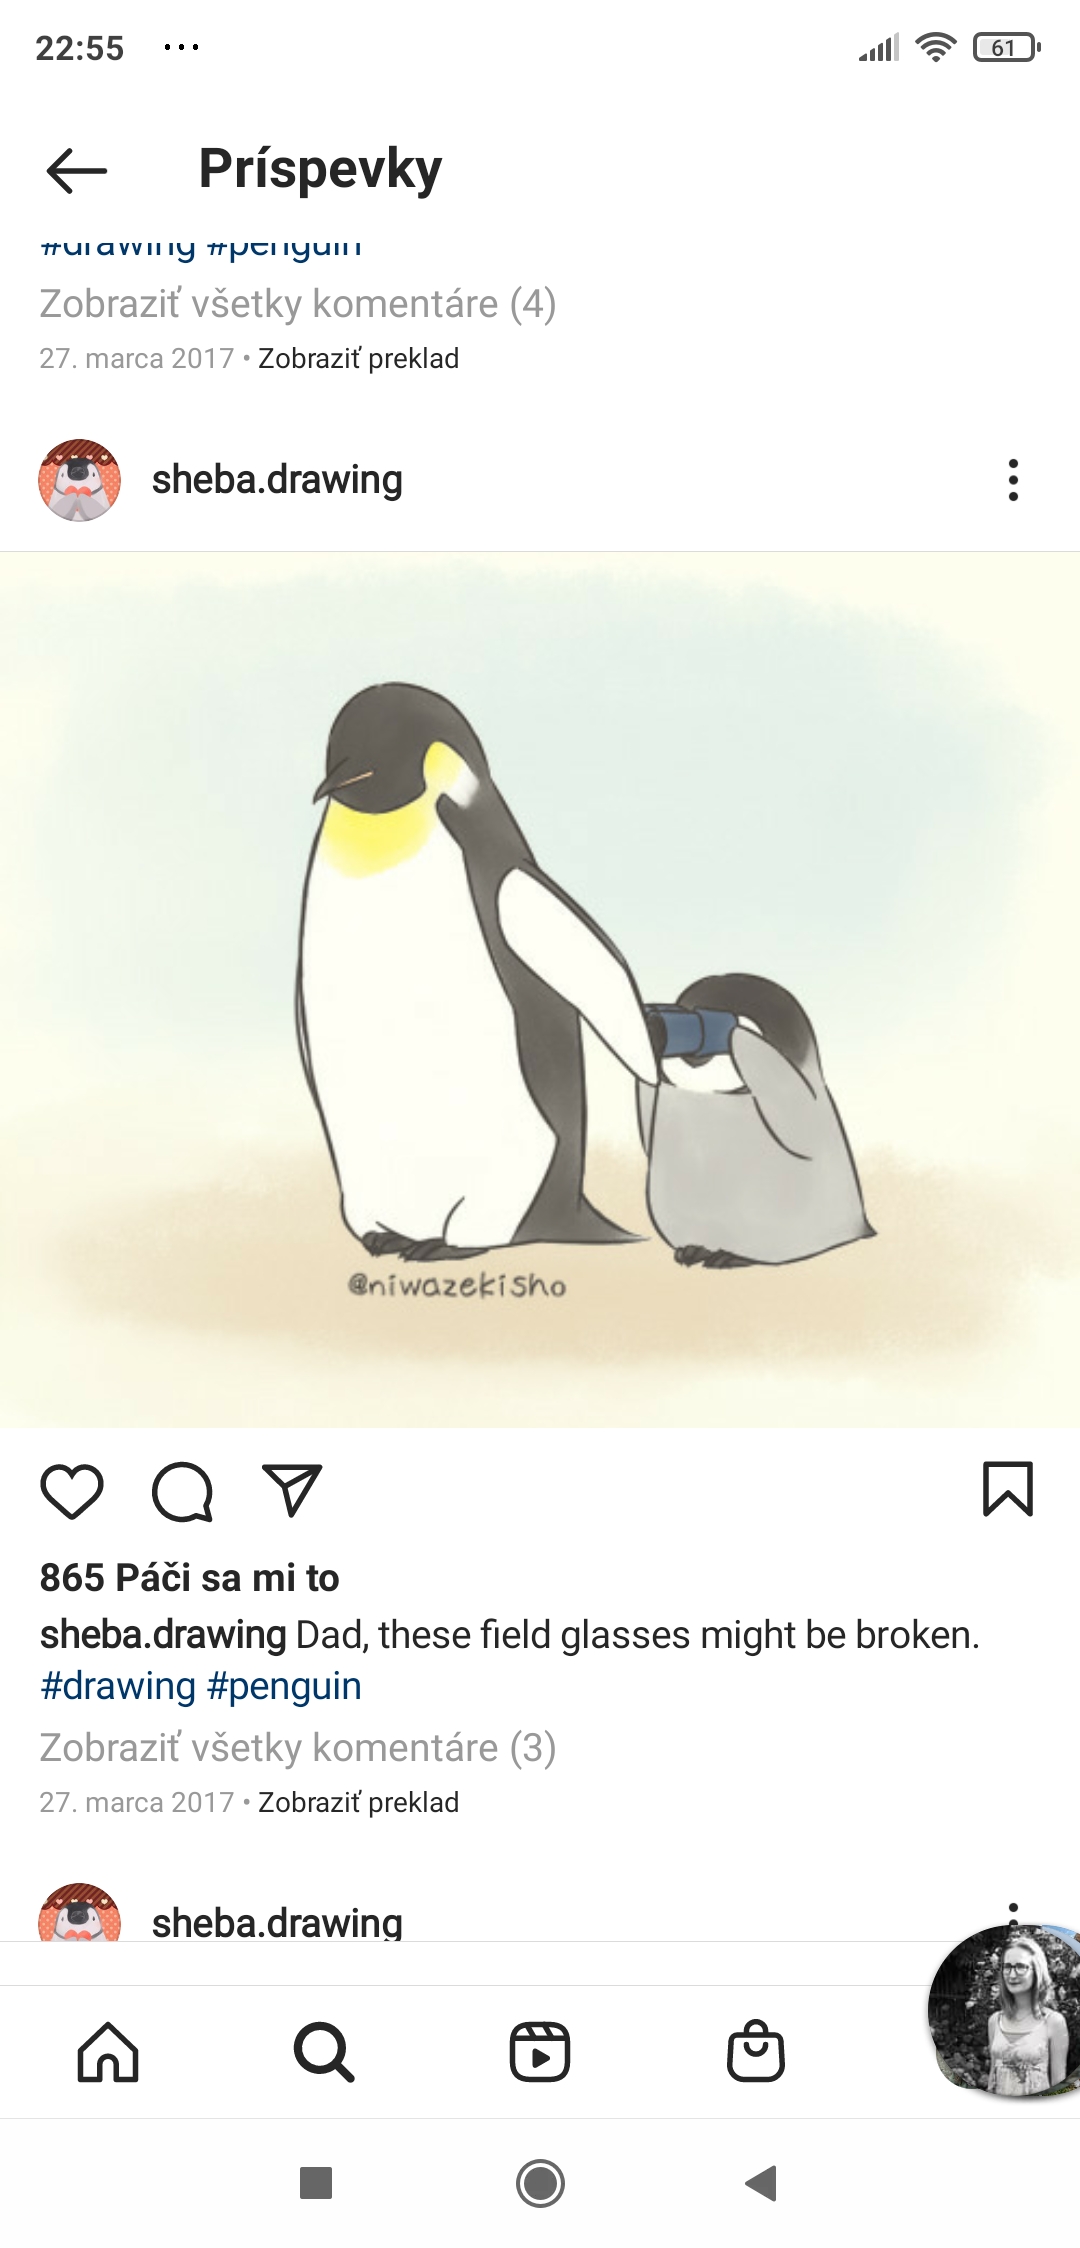 22:55 ... 61
Príspevky
#drawing #penguin
Zobraziť všetky komentáre (4)
27. marca 2017 • Zobraziť preklad
sheba.drawing
@niwazekisho
865 Páči sa mi to
sheba.drawing Dad, these field glasses might be broken.
#drawing #penguin
Zobraziť všetky komentáre (3)
27. marca 2017 • Zobraziť preklad
sheba.drawing